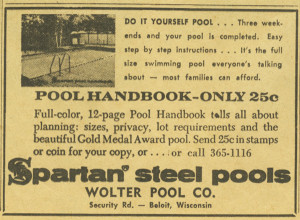 DO IT YOURSELF POOL . . . Three week-
ends and your pool is completed. Easy
step by step instructions . . . It's the full
size swimming pool everyone's talking
about — most families can afford.
POOL HANDBOOK—ONLY 25c
Full-color, 12-page Pool Handbook tells all about
planning: sizes, privacy, lot requirements and the
beautiful Gold Medal Award pool. Send 25c in stamps
or coin for your copy, or . . . . or call 365-1116
Spartan steel pools
WOLTER POOL CO.
Security Rd. — Beloit, Wisconsin